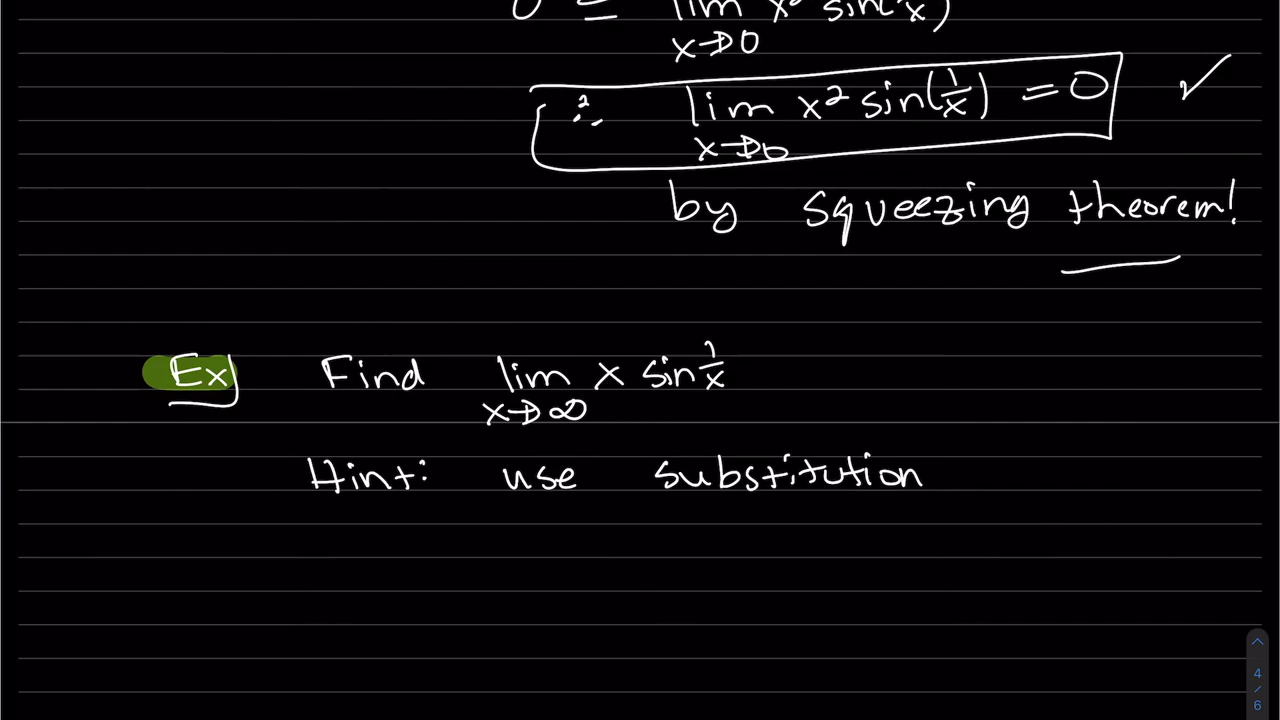 0 = lim x² sin(1/x)
x→0
∴ lim x² sin(1/x) = 0 ✓
x→0
by squeezing theorem!
Ex Find lim x sin 1/x
x→∞
Hint: use substitution
4
/
6